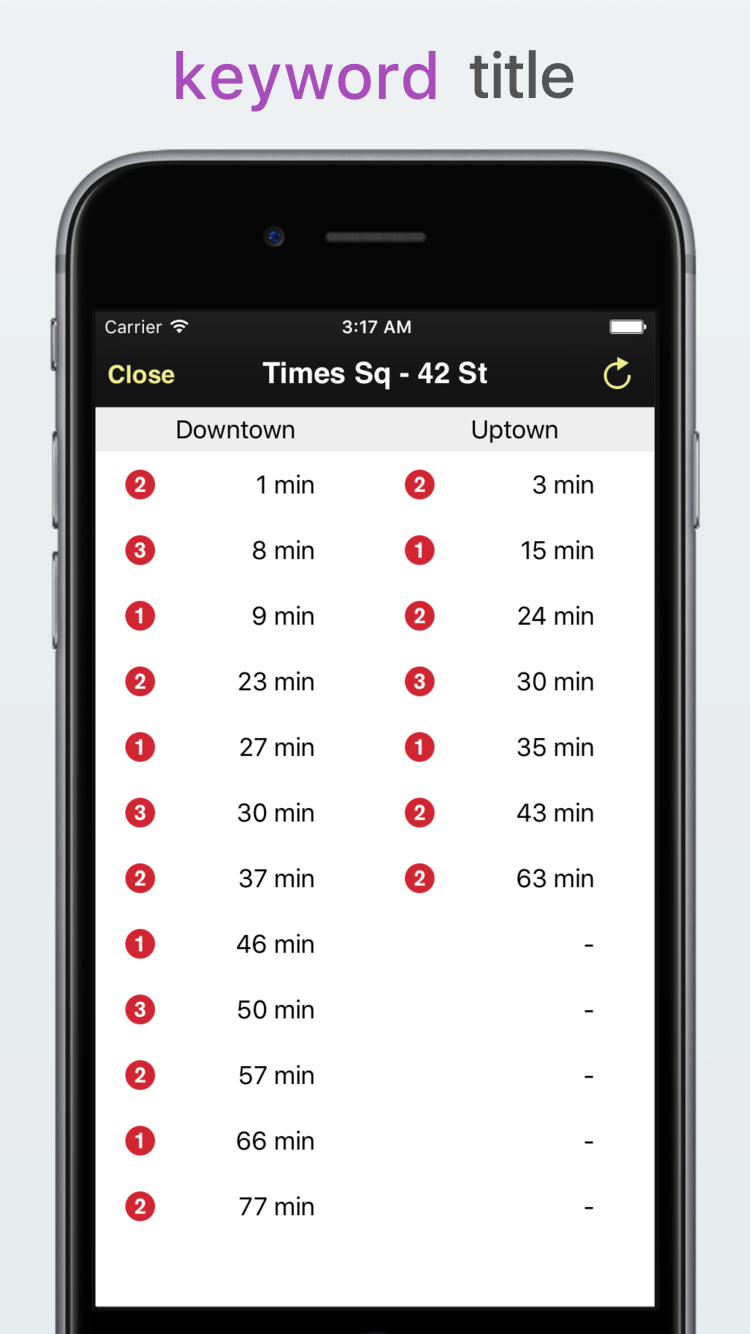 keyword title
Carrier 3:17 AM
Close Times Sq - 42 St
Downtown Uptown
2 1 min 2 3 min
3 8 min 1 15 min
1 9 min 2 24 min
2 23 min 3 30 min
1 27 min 1 35 min
3 30 min 2 43 min
2 37 min 2 63 min
1 46 min -
3 50 min -
2 57 min -
1 66 min -
2 77 min -